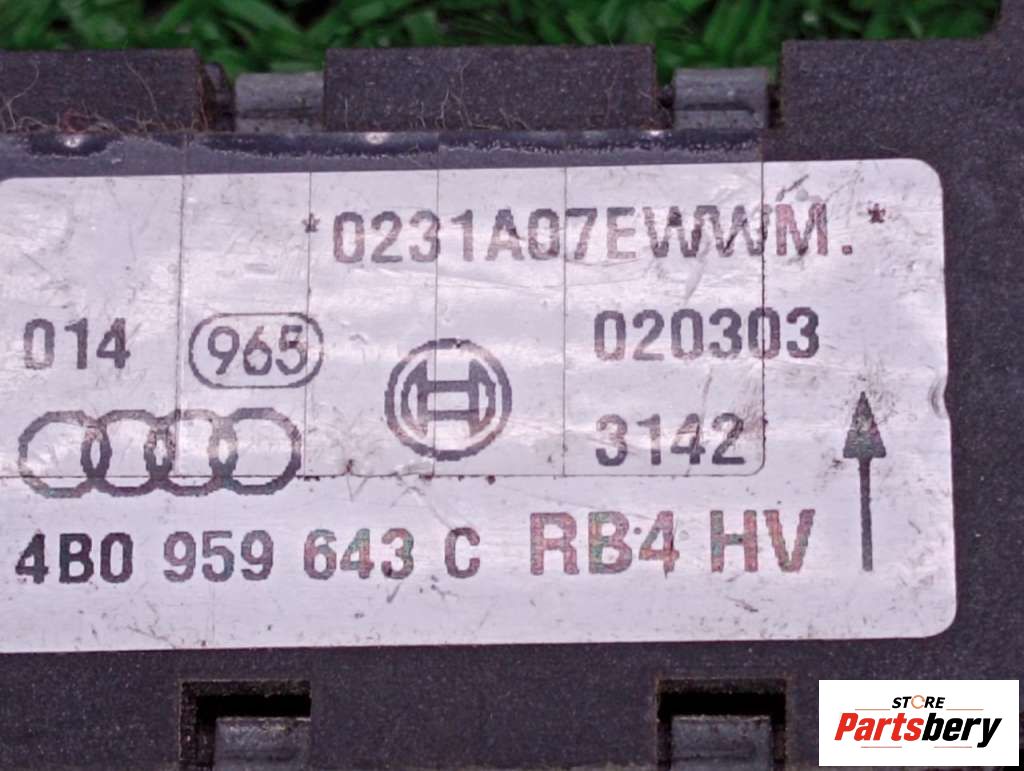 *0231A07EWWM.*
014 965 020303
3142
4B0 959 643 C RB4 HV
STORE
Partsbery